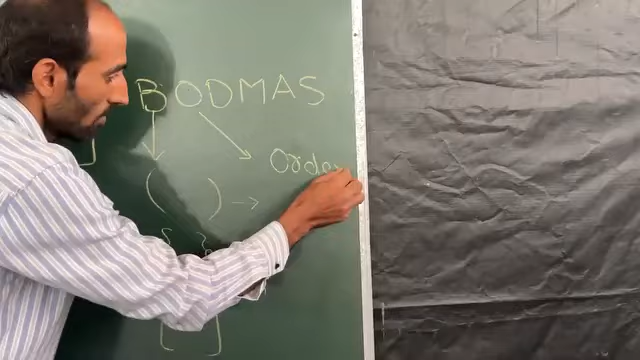 BODMAS
Order
( ) →
{ }
[ ]